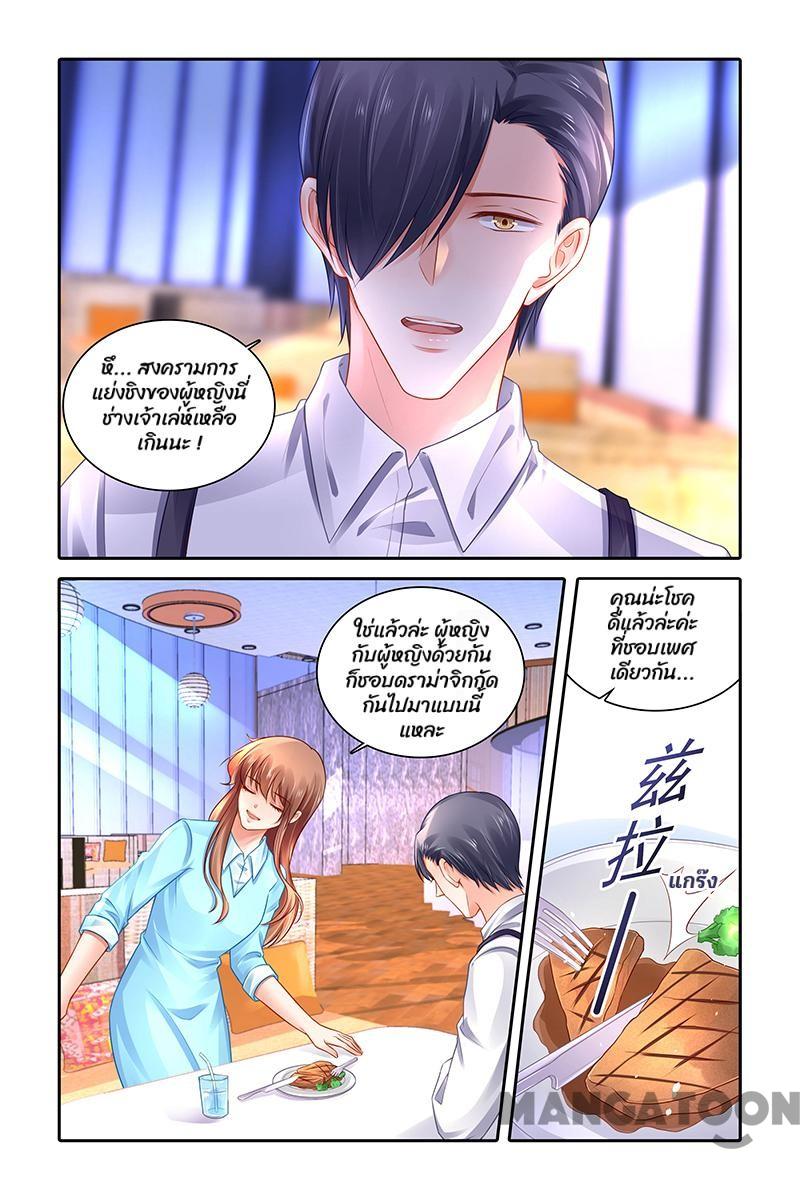 หึ... สงครามการ
แย่งชิงของผู้หญิงนี่
ช่างเจ้าเล่ห์เหลือ
เกินนะ !
ใช่แล้วล่ะ ผู้หญิง
กับผู้หญิงด้วยกัน
ก็ชอบดราม่าจิกกัด
กันไปมาแบบนี้
แหละ
คุณน่ะโชค
ดีแล้วล่ะค่ะ
ที่ชอบเพศ
เดียวกัน...
兹拉—
แกร๊ง
MANGATOON